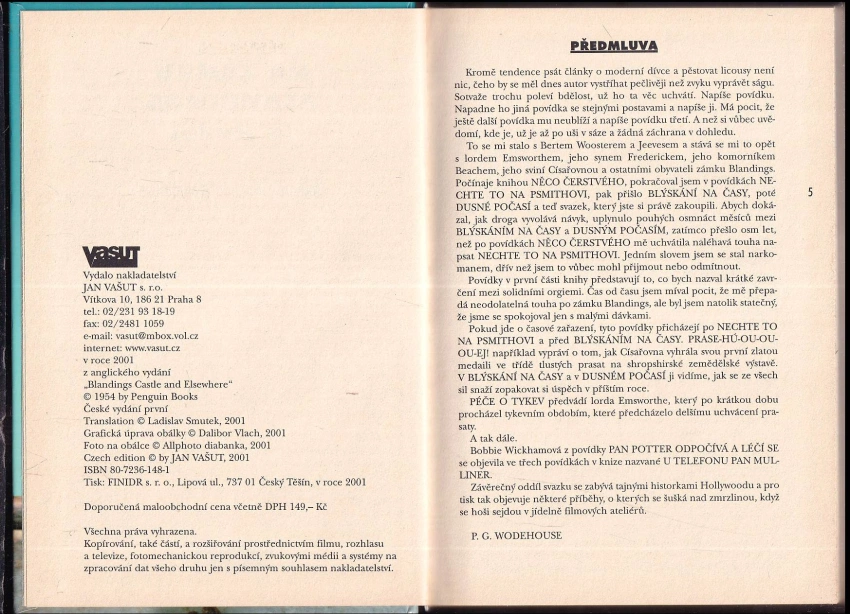 vašut
Vydalo nakladatelství
JAN VAŠUT s. r. o.
Vítkova 10, 186 21 Praha 8
tel.: 02/231 93 18-19
fax: 02/2481 1059
e-mail: vasut@mbox.vol.cz
internet: www.vasut.cz
v roce 2001
z anglického vydání
„Blandings Castle and Elsewhere“
© 1954 by Penguin Books
České vydání první
Translation © Ladislav Smutek, 2001
Grafická úprava obálky © Dalibor Vlach, 2001
Foto na obálce © Allphoto diabanka, 2001
Czech edition © by JAN VAŠUT, 2001
ISBN 80-7236-148-1
Tisk: FINIDR s. r. o., Lipová ul., 737 01 Český Těšín, v roce 2001
Doporučená maloobchodní cena včetně DPH 149,– Kč
Všechna práva vyhrazena.
Kopírování, také částí, a rozšiřování prostřednictvím filmu, rozhlasu
a televize, fotomechanickou reprodukcí, zvukovými médii a systémy na
zpracování dat všeho druhu jen s písemným souhlasem nakladatelství.
PŘEDMLUVA
Kromě tendence psát články o moderní dívce a pěstovat licousy není
nic, čeho by se měl dnes autor vystříhat pečlivěji než zvyku vyprávět ságu.
Sotvaže trochu poleví bdělost, už ho ta věc uchvátí. Napíše povídku.
Napadne ho jiná povídka se stejnými postavami a napíše ji. Má pocit, že
ještě další povídka mu neublíží a napíše povídku třetí. A než si vůbec uvě-
domí, kde je, už je až po uši v sáze a žádná záchrana v dohledu.
To se mi stalo s Bertem Woosterem a Jeevesem a stává se mi to opět
s lordem Emsworthem, jeho synem Frederickem, jeho komorníkem
Beachem, jeho sviní Císařovnou a ostatními obyvateli zámku Blandings.
Počínaje knihou NĚCO ČERSTVÉHO, pokračoval jsem v povídkách NE-
CHTE TO NA PSMITHOVI, pak přišlo BLÝSKÁNÍ NA ČASY, poté
DUSNÉ POČASÍ a teď svazek, který jste si právě zakoupili. Abych doká-
zal, jak droga vyvolává návyk, uplynulo pouhých osmnáct měsíců mezi
BLÝSKÁNÍM NA ČASY a DUSNÝM POČASÍM, zatímco přešlo osm let,
než po povídkách NĚCO ČERSTVÉHO mě uchvátila naléhavá touha na-
psat NECHTE TO NA PSMITHOVI. Jedním slovem jsem se stal narko-
manem, dřív než jsem to vůbec mohl přijmout nebo odmítnout.
Povídky v první části knihy představují to, co bych nazval krátké zavr-
čení mezi solidními orgiemi. Čas od času jsem míval pocit, že mě přepa-
dá neodolatelná touha po zámku Blandings, ale byl jsem natolik statečný,
že jsme se spokojoval jen s malými dávkami.
Pokud jde o časové zařazení, tyto povídky přicházejí po NECHTE TO
NA PSMITHOVI a před BLÝSKÁNÍM NA ČASY. PRASE-HÚ-OU-OU-
OU-EJ! například vypráví o tom, jak Císařovna vyhrála svou první zlatou
medaili ve třídě tlustých prasat na shropshirské zemědělské výstavě.
V BLÝSKÁNÍ NA ČASY a v DUSNÉM POČASÍ ji vidíme, jak se ze všech
sil snaží zopakovat si úspěch v příštím roce.
PÉČE O TYKEV předvádí lorda Emsworthe, který po krátkou dobu
procházel tykevním obdobím, které předcházelo delšímu uchvácení pra-
saty.
A tak dále.
Bobbie Wickhamová z povídky PAN POTTER ODPOČÍVÁ A LÉČÍ SE
se objevila ve třech povídkách v knize nazvané U TELEFONU PAN MUL-
LINER.
Závěrečný oddíl svazku se zabývá tajnými historkami Hollywoodu a pro
tisk tak objevuje některé příběhy, o kterých se šušká nad zmrzlinou, když
se hoši sejdou v jídelně filmových ateliérů.
P. G. WODEHOUSE
5